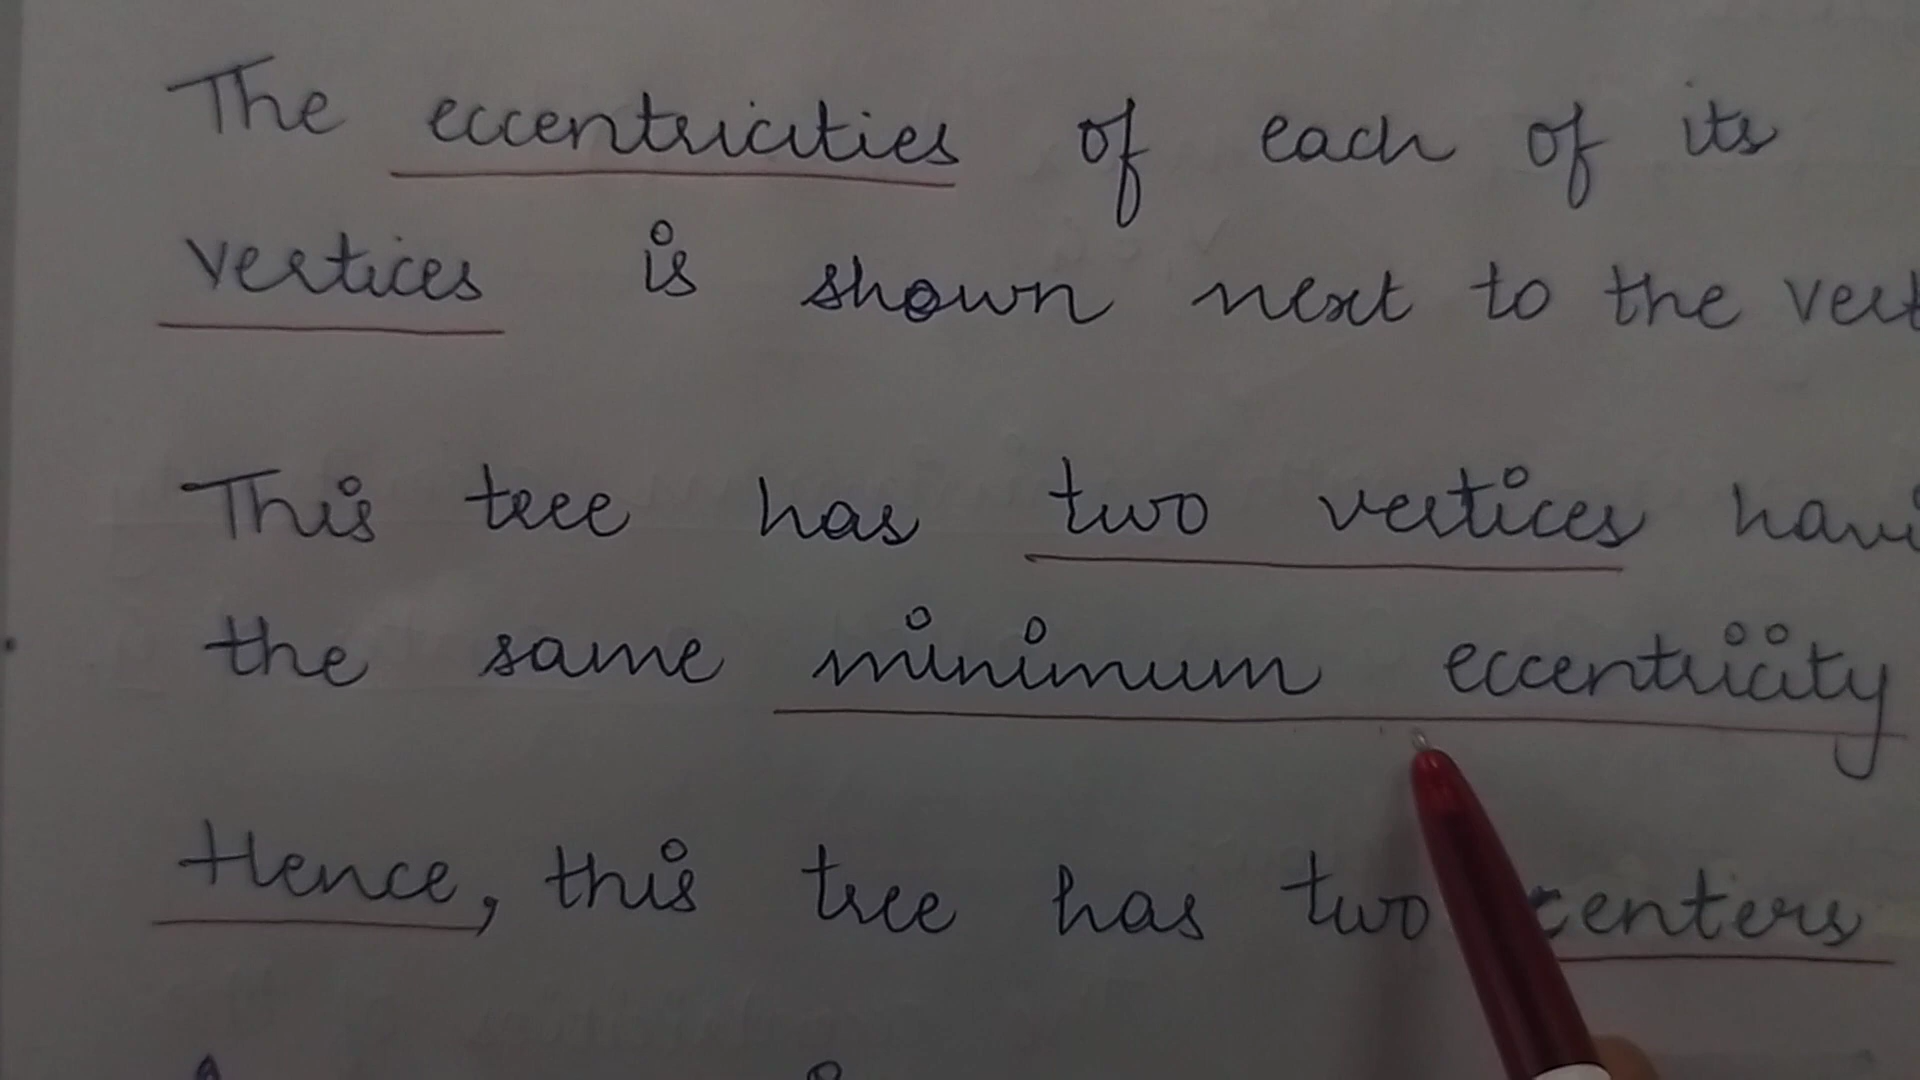 The eccentricities of each of its
vertices is shown next to the vert
This tree has two vertices havi
the same minimum eccentricity
Hence, this tree has two centers